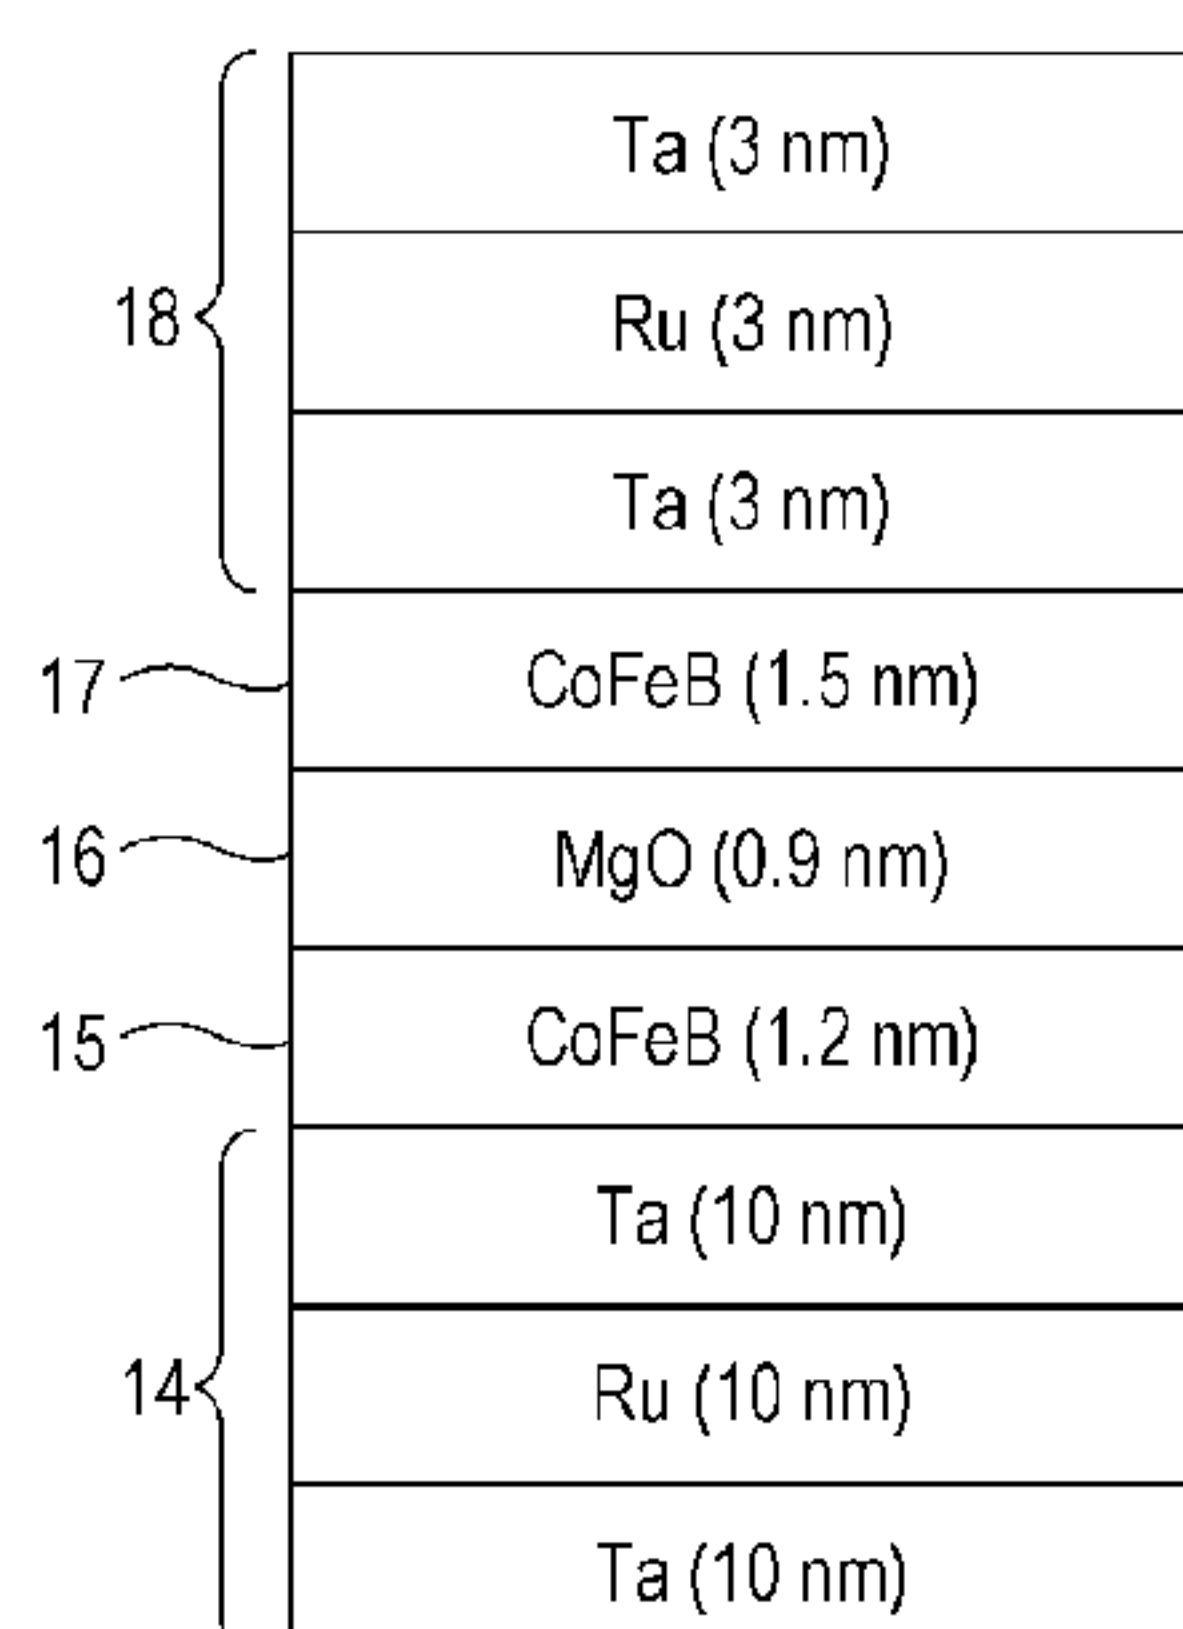 Ta (3 nm)
18
Ru (3 nm)
Ta (3 nm)
17
CoFeB (1.5 nm)
16
MgO (0.9 nm)
15
CoFeB (1.2 nm)
Ta (10 nm)
14
Ru (10 nm)
Ta (10 nm)